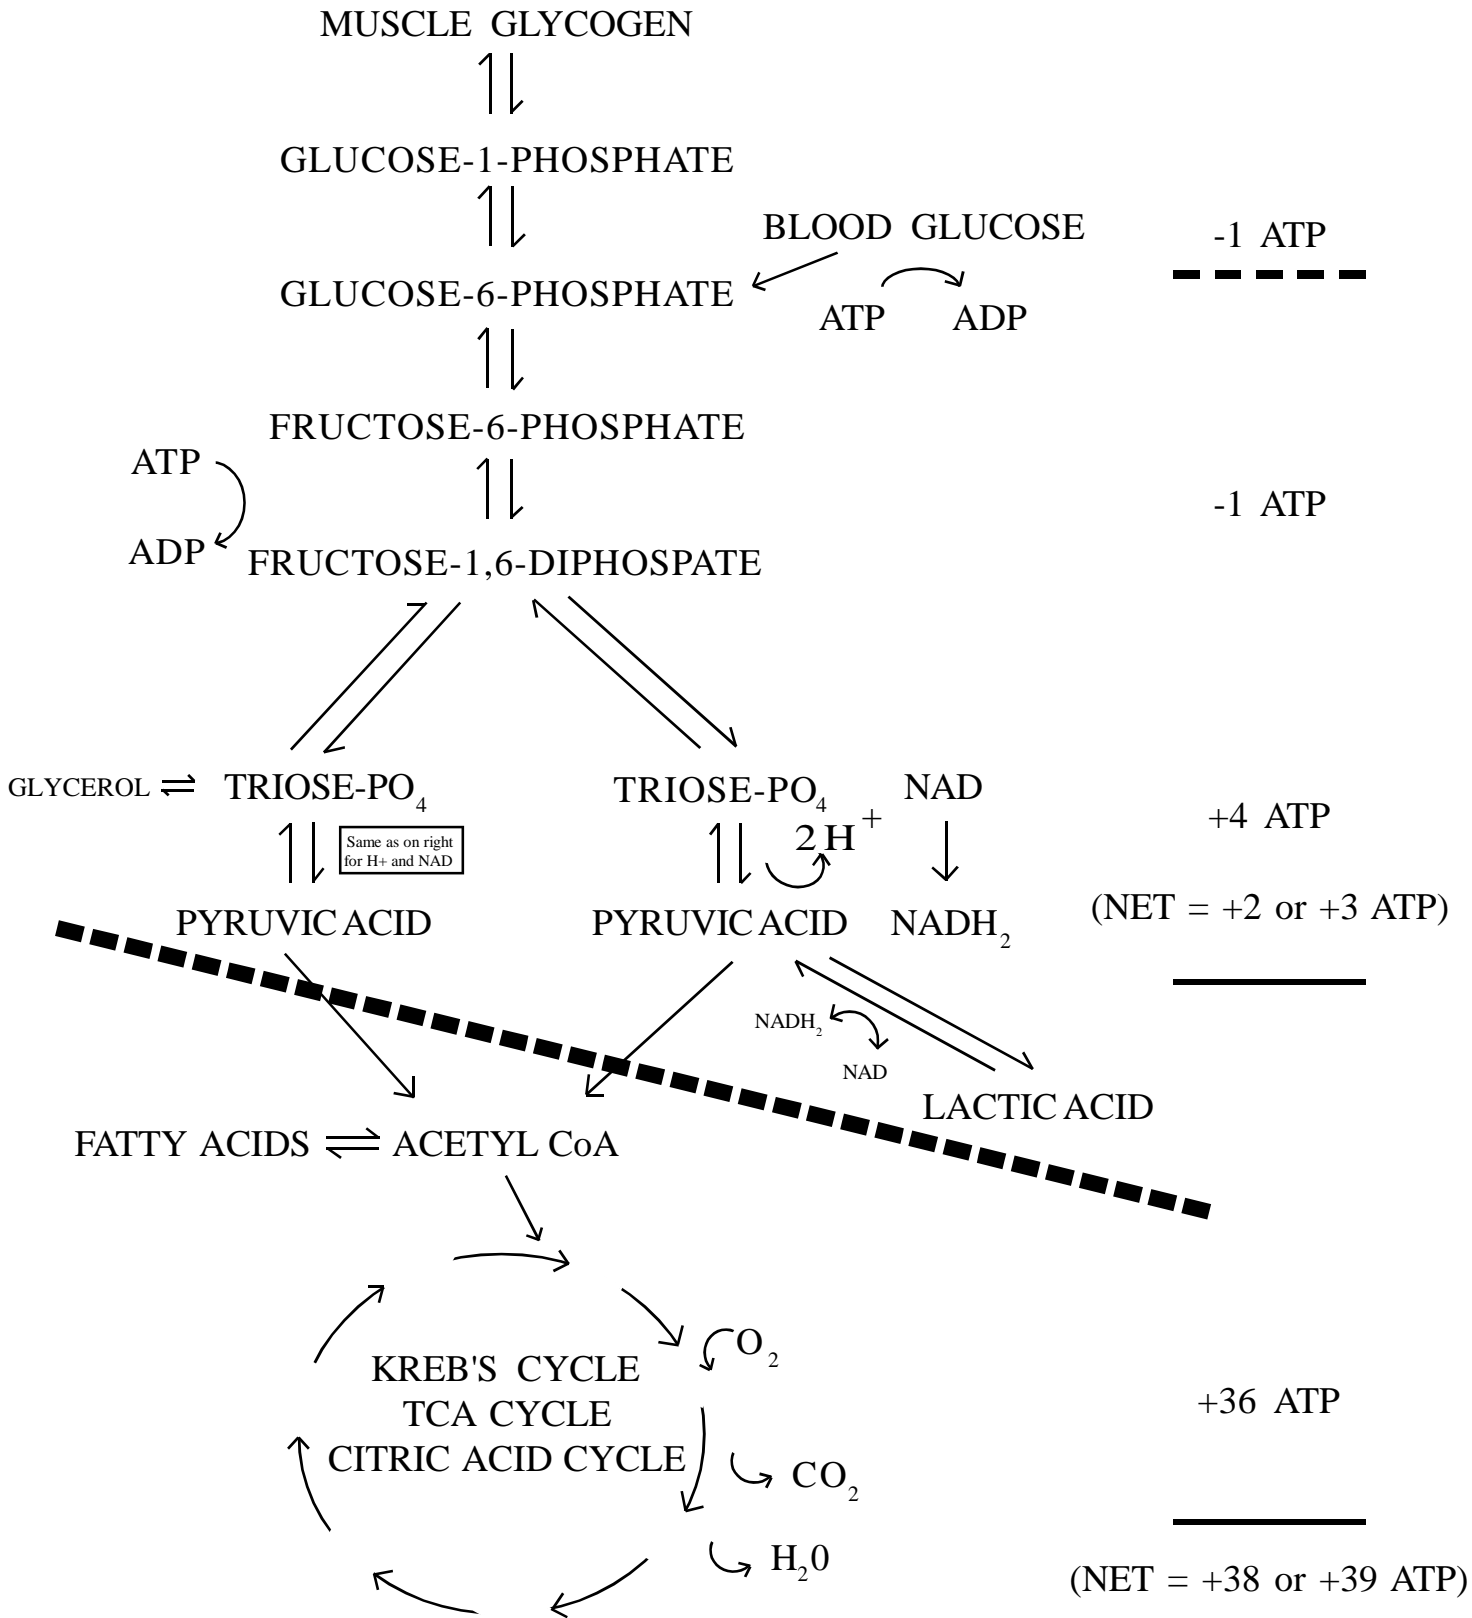 MUSCLE GLYCOGEN
GLUCOSE-1-PHOSPHATE
BLOOD GLUCOSE
-1 ATP
GLUCOSE-6-PHOSPHATE
ATP
ADP
FRUCTOSE-6-PHOSPHATE
ATP
-1 ATP
ADP
FRUCTOSE-1,6-DIPHOSPATE
GLYCEROL
TRIOSE-PO4
TRIOSE-PO4
NAD
2 H+
+4 ATP
Same as on right
for H+ and NAD
PYRUVIC ACID
PYRUVIC ACID
NADH2
(NET = +2 or +3 ATP)
NADH2
NAD
LACTIC ACID
FATTY ACIDS
ACETYL CoA
O2
KREB'S CYCLE
TCA CYCLE
CITRIC ACID CYCLE
+36 ATP
CO2
H20
(NET = +38 or +39 ATP)